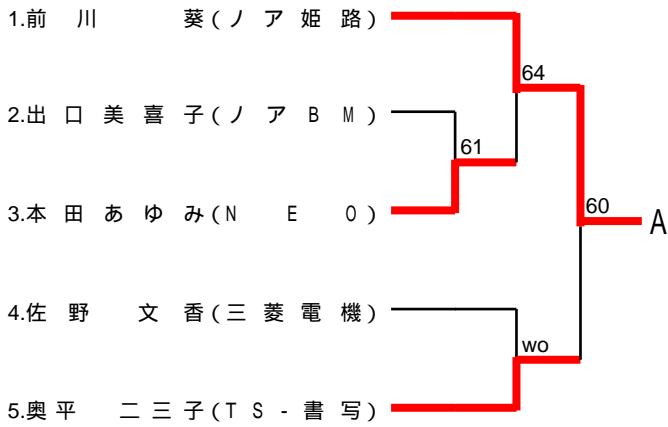 1.前川 葵(ノア姫路)
64
2.出口美喜子(ノアBM)
61
3.本田あゆみ(NEO)
60
A
4.佐野 文香(三菱電機)
wo
5.奥平 二三子(TS-書写)